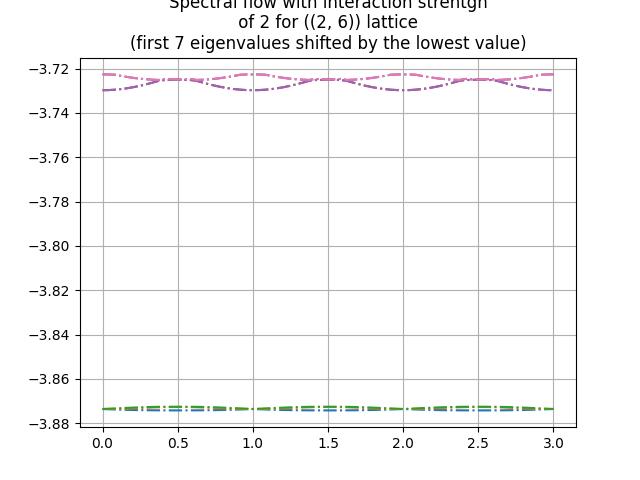 Spectral flow with interaction strentgh
of 2 for ((2, 6)) lattice
(first 7 eigenvalues shifted by the lowest value)
−3.72
−3.74
−3.76
−3.78
−3.80
−3.82
−3.84
−3.86
−3.88
0.0 0.5 1.0 1.5 2.0 2.5 3.0